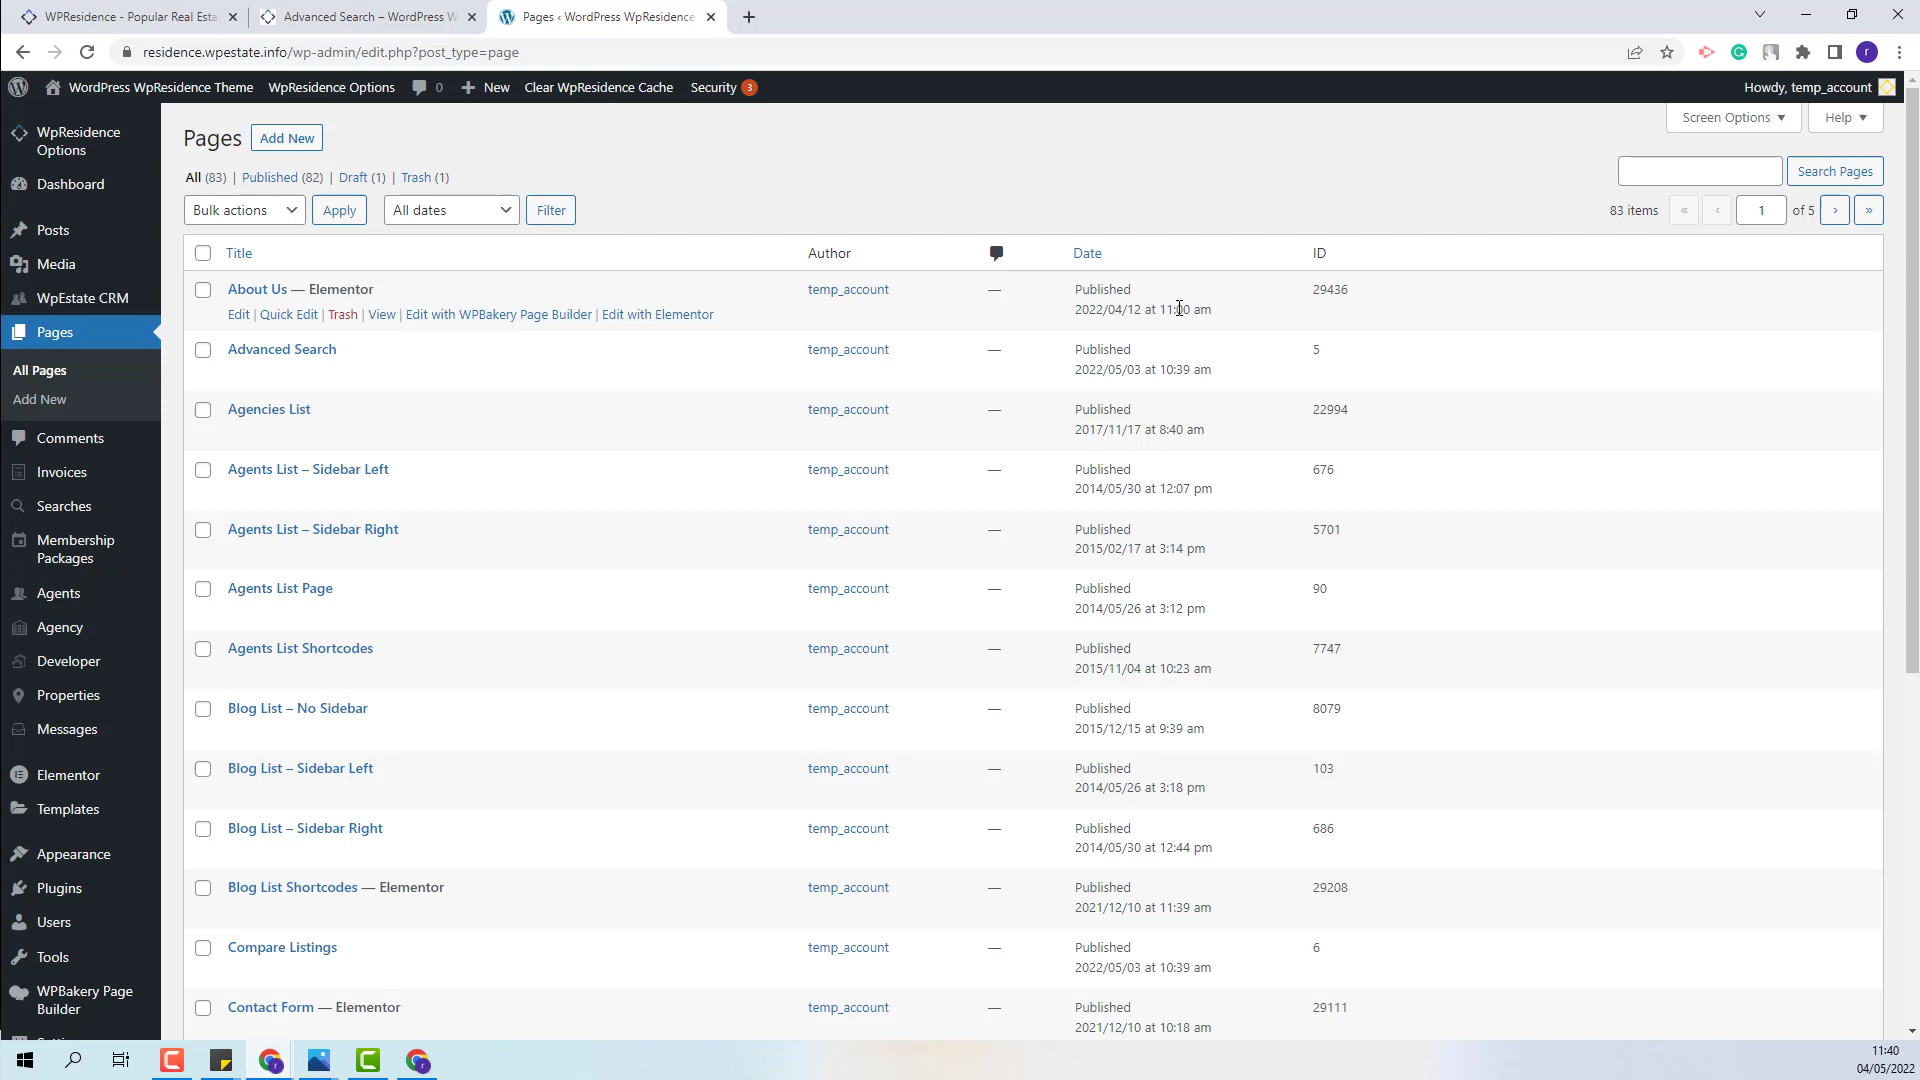 WPResidence - Popular Real Esta
Advanced Search – WordPress W
Pages ‹ WordPress WpResidence
residence.wpestate.info/wp-admin/edit.php?post_type=page
WordPress WpResidence Theme
WpResidence Options
0
New
Clear WpResidence Cache
Security 3
Howdy, temp_account
WpResidence
Options
Dashboard
Posts
Media
WpEstate CRM
Pages
All Pages
Add New
Comments
Invoices
Searches
Membership
Packages
Agents
Agency
Developer
Properties
Messages
Elementor
Templates
Appearance
Plugins
Users
Tools
WPBakery Page
Builder
Pages Add New
Screen Options
Help
All (83) | Published (82) | Draft (1) | Trash (1)
Search Pages
Bulk actions Apply All dates Filter
83 items « ‹ 1 of 5 › »
Title Author Date ID
About Us — Elementor temp_account — Published 29436
2022/04/12 at 11:00 am
Edit | Quick Edit | Trash | View | Edit with WPBakery Page Builder | Edit with Elementor
Advanced Search temp_account — Published 5
2022/05/03 at 10:39 am
Agencies List temp_account — Published 22994
2017/11/17 at 8:40 am
Agents List – Sidebar Left temp_account — Published 676
2014/05/30 at 12:07 pm
Agents List – Sidebar Right temp_account — Published 5701
2015/02/17 at 3:14 pm
Agents List Page temp_account — Published 90
2014/05/26 at 3:12 pm
Agents List Shortcodes temp_account — Published 7747
2015/11/04 at 10:23 am
Blog List – No Sidebar temp_account — Published 8079
2015/12/15 at 9:39 am
Blog List – Sidebar Left temp_account — Published 103
2014/05/26 at 3:18 pm
Blog List – Sidebar Right temp_account — Published 686
2014/05/30 at 12:44 pm
Blog List Shortcodes — Elementor temp_account — Published 29208
2021/12/10 at 11:39 am
Compare Listings temp_account — Published 6
2022/05/03 at 10:39 am
Contact Form — Elementor temp_account — Published 29111
2021/12/10 at 10:18 am
11:40
04/05/2022